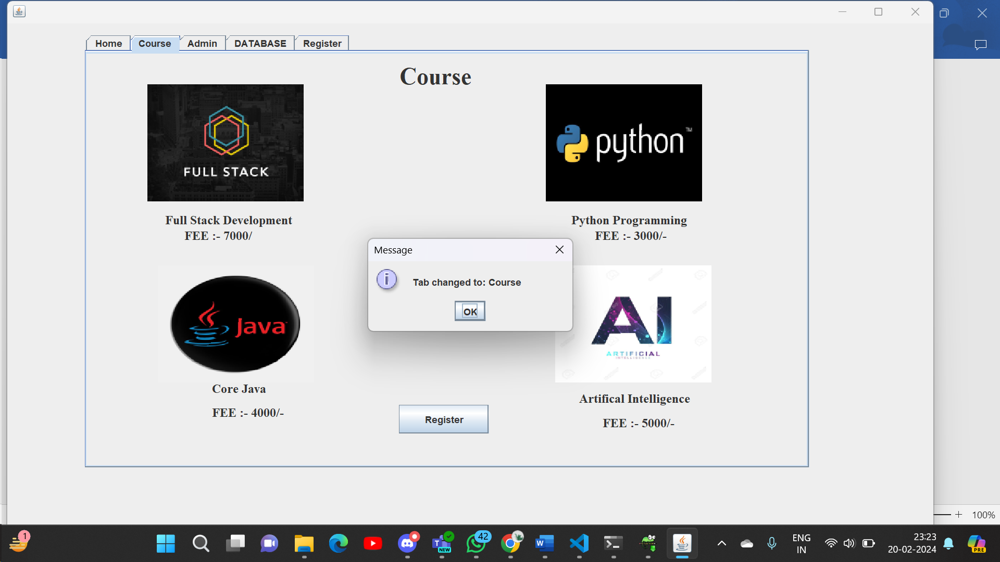 Home Course Admin DATABASE Register
Course
FULL STACK
python™
Full Stack Development
FEE :- 7000/
Python Programming
FEE :- 3000/-
Message
i
Tab changed to: Course
OK
Java
AI
ARTIFICIAL
INTELLIGENCE
Core Java
FEE :- 4000/-
Artifical Intelligence
FEE :- 5000/-
Register
100%
1
T
NEW
42
W
ENG
IN
23:23
20-02-2024
PRE